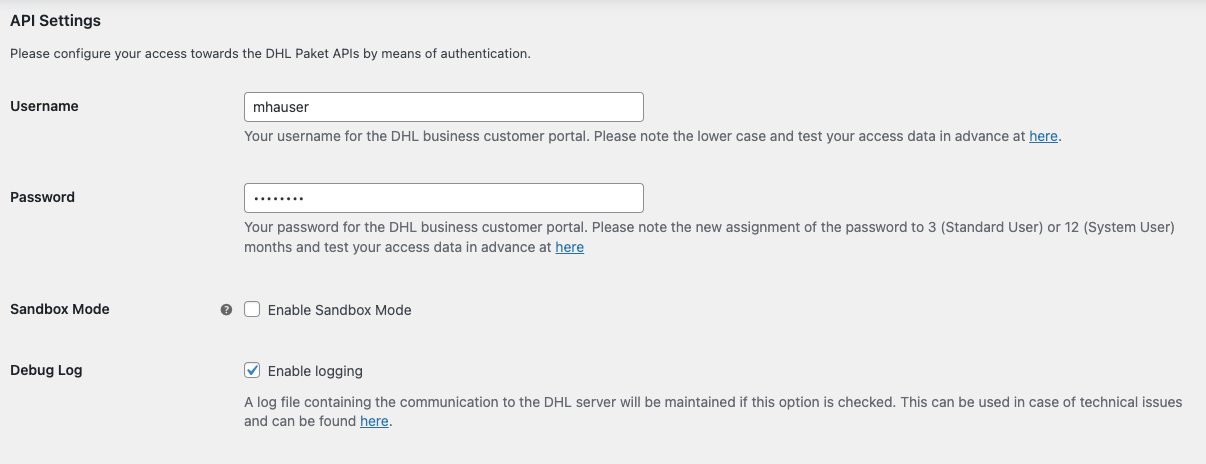 API Settings
Please configure your access towards the DHL Paket APIs by means of authentication.
Username
mhauser
Your username for the DHL business customer portal. Please note the lower case and test your access data in advance at here.
Password
••••••••
Your password for the DHL business customer portal. Please note the new assignment of the password to 3 (Standard User) or 12 (System User)
months and test your access data in advance at here
Sandbox Mode
?
Enable Sandbox Mode
Debug Log
Enable logging
A log file containing the communication to the DHL server will be maintained if this option is checked. This can be used in case of technical issues
and can be found here.